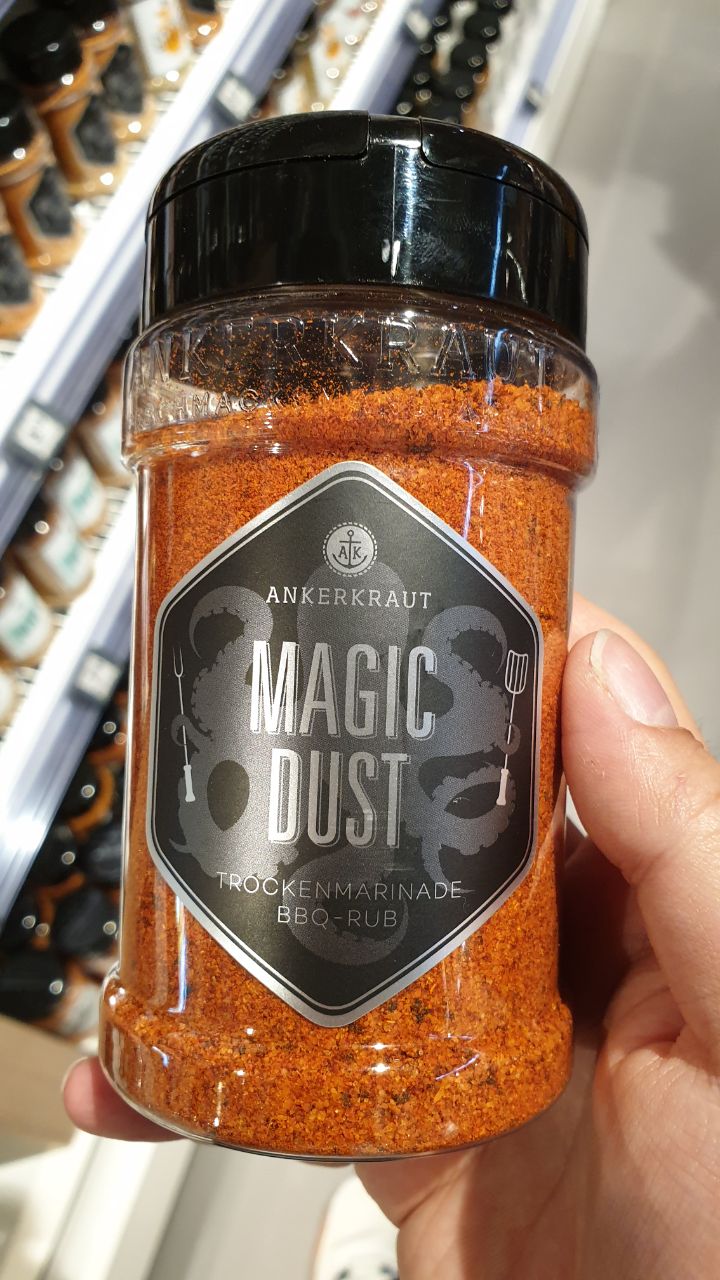 ANKERKRAUT
AK
ANKERKRAUT
MAGIC
DUST
TROCKENMARINADE
BBQ-RUB